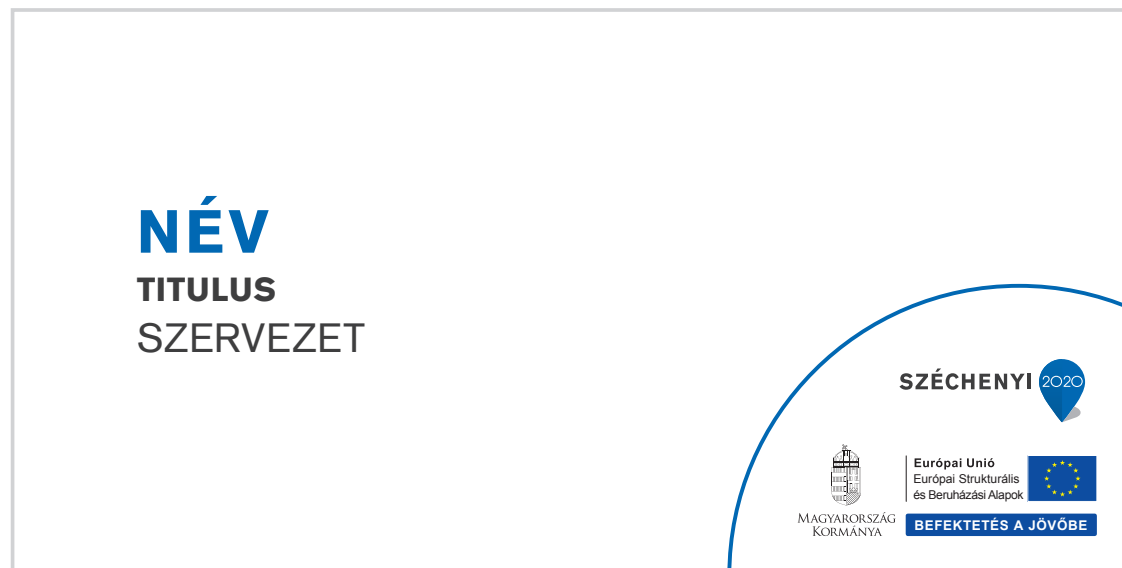 NÉV
TITULUS
SZERVEZET
SZÉCHENYI 2020
MAGYARORSZÁG
KORMÁNYA
Európai Unió
Európai Strukturális
és Beruházási Alapok
BEFEKTETÉS A JÖVŐBE